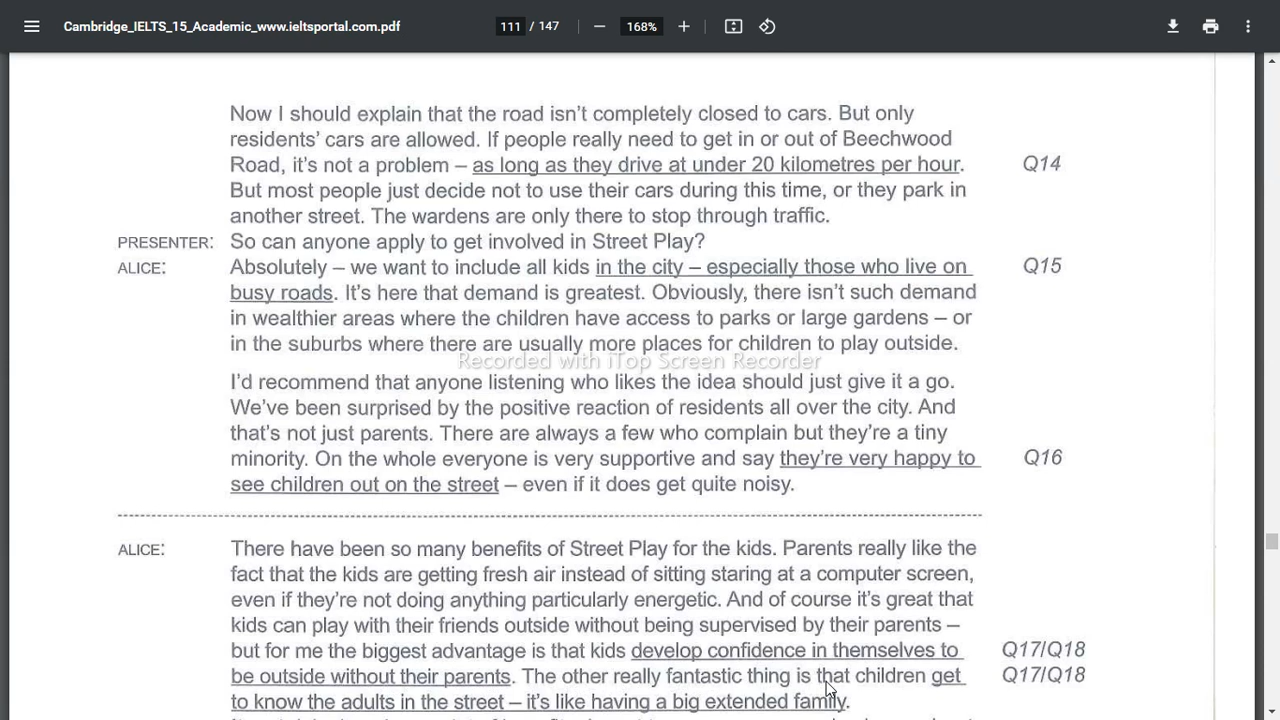 Cambridge_IELTS_15_Academic_www.ieltsportal.com.pdf
111 / 147
168%
Now I should explain that the road isn't completely closed to cars. But only
residents' cars are allowed. If people really need to get in or out of Beechwood
Road, it's not a problem – as long as they drive at under 20 kilometres per hour. Q14
But most people just decide not to use their cars during this time, or they park in
another street. The wardens are only there to stop through traffic.
PRESENTER: So can anyone apply to get involved in Street Play?
ALICE: Absolutely – we want to include all kids in the city – especially those who live on Q15
busy roads. It's here that demand is greatest. Obviously, there isn't such demand
in wealthier areas where the children have access to parks or large gardens – or
in the suburbs where there are usually more places for children to play outside.
Recorded with iTop Screen Recorder
I'd recommend that anyone listening who likes the idea should just give it a go.
We've been surprised by the positive reaction of residents all over the city. And
that's not just parents. There are always a few who complain but they're a tiny
minority. On the whole everyone is very supportive and say they're very happy to Q16
see children out on the street – even if it does get quite noisy.
ALICE: There have been so many benefits of Street Play for the kids. Parents really like the
fact that the kids are getting fresh air instead of sitting staring at a computer screen,
even if they're not doing anything particularly energetic. And of course it's great that
kids can play with their friends outside without being supervised by their parents –
but for me the biggest advantage is that kids develop confidence in themselves to Q17/Q18
be outside without their parents. The other really fantastic thing is that children get Q17/Q18
to know the adults in the street – it's like having a big extended family.